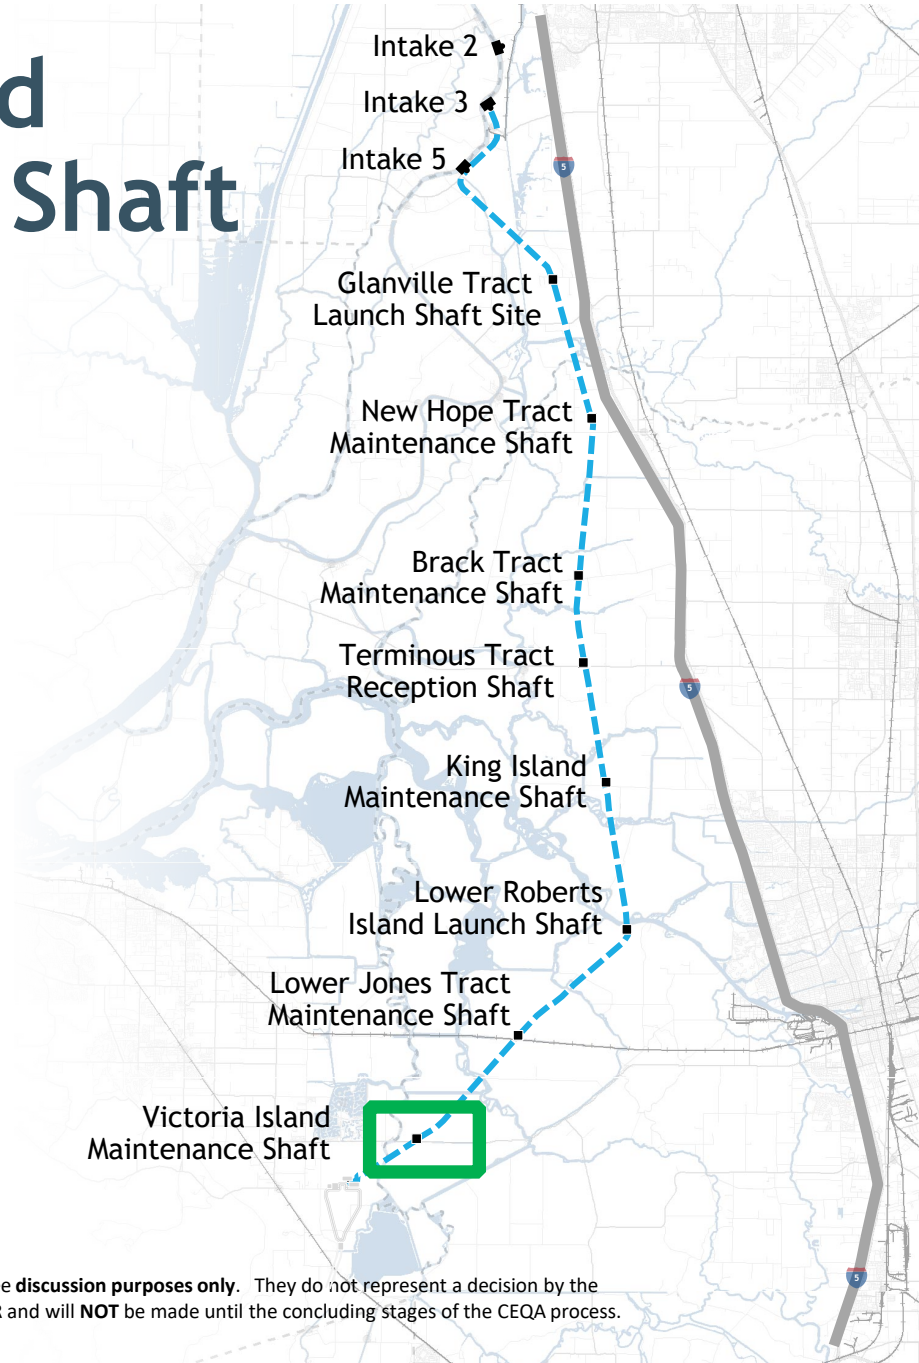 d
Shaft
Intake 2
Intake 3
Intake 5
5
Glanville Tract
Launch Shaft Site
New Hope Tract
Maintenance Shaft
Brack Tract
Maintenance Shaft
Terminous Tract
Reception Shaft
5
King Island
Maintenance Shaft
Lower Roberts
Island Launch Shaft
Lower Jones Tract
Maintenance Shaft
Victoria Island
Maintenance Shaft
5
e discussion purposes only. They do not represent a decision by the
R and will NOT be made until the concluding stages of the CEQA process.